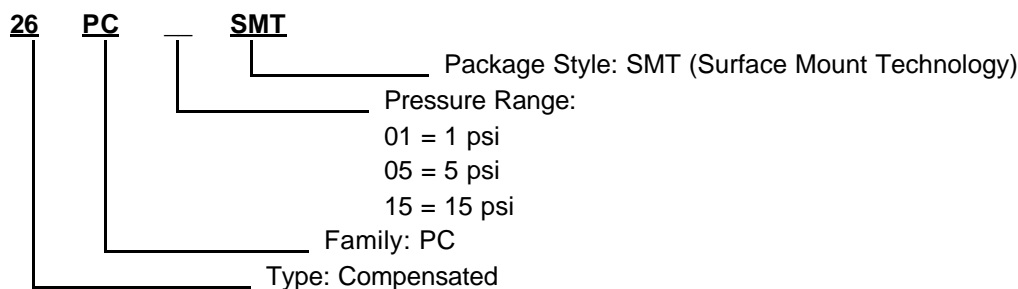 26 PC __ SMT
Package Style: SMT (Surface Mount Technology)
Pressure Range:
01 = 1 psi
05 = 5 psi
15 = 15 psi
Family: PC
Type: Compensated